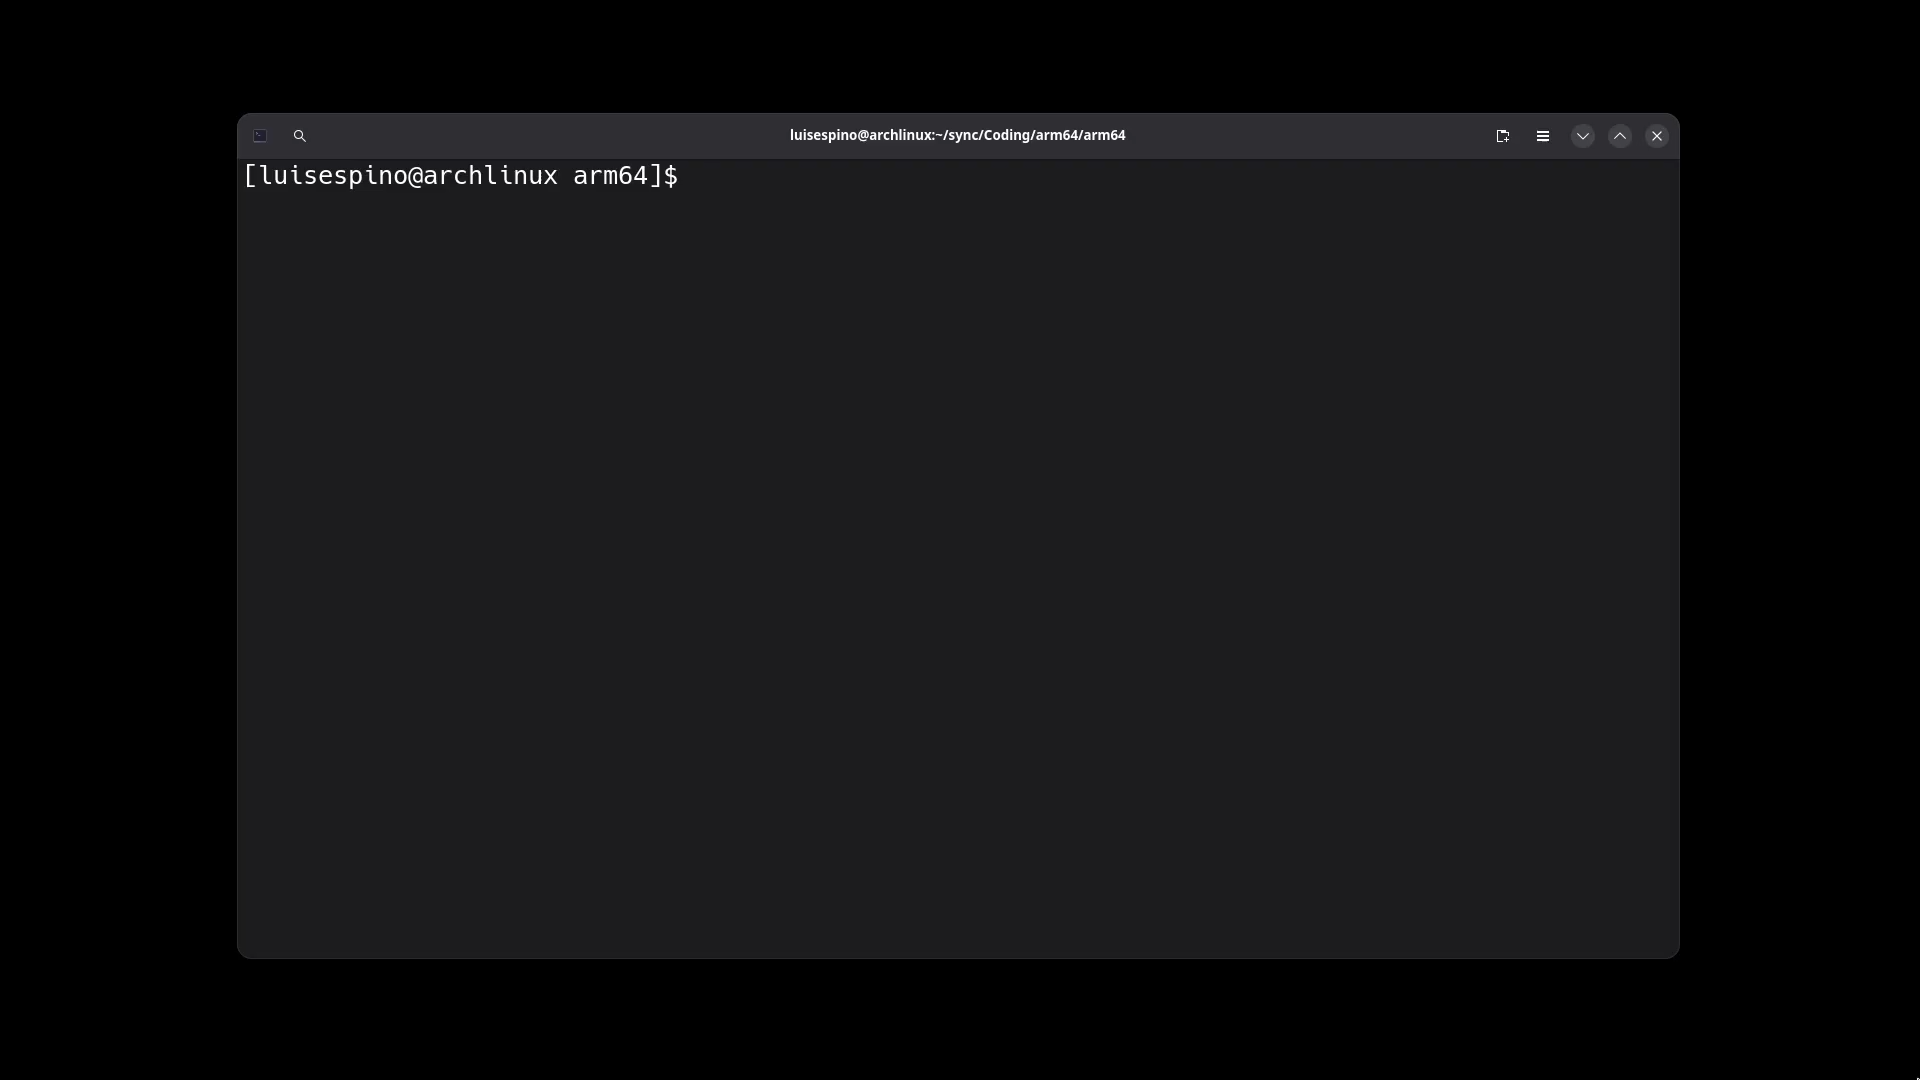 luisespino@archlinux:~/sync/Coding/arm64/arm64
[luisespino@archlinux arm64]$